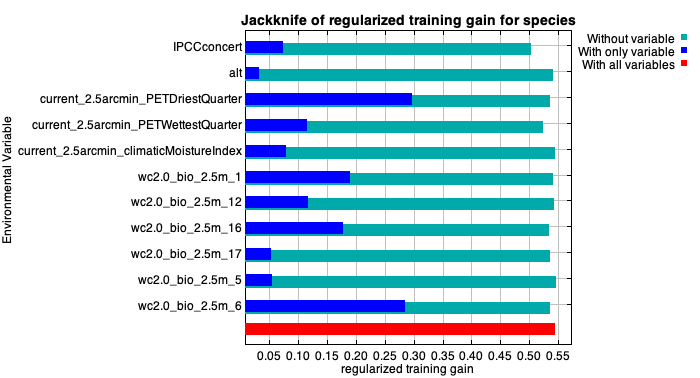 Jackknife of regularized training gain for species
Without variable
With only variable
With all variables
Environmental Variable
IPCCconcert
alt
current_2.5arcmin_PETDriestQuarter
current_2.5arcmin_PETWettestQuarter
current_2.5arcmin_climaticMoistureIndex
wc2.0_bio_2.5m_1
wc2.0_bio_2.5m_12
wc2.0_bio_2.5m_16
wc2.0_bio_2.5m_17
wc2.0_bio_2.5m_5
wc2.0_bio_2.5m_6
0.05 0.10 0.15 0.20 0.25 0.30 0.35 0.40 0.45 0.50 0.55
regularized training gain